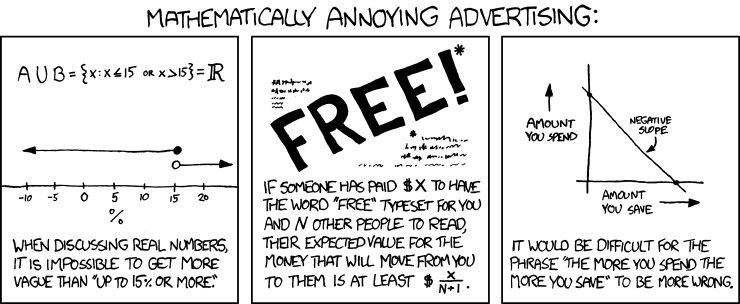 MATHEMATICALLY ANNOYING ADVERTISING:
A ∪ B = {x: x ≤ 15 OR x > 15} = ℝ
-10 -5 0 5 10 15 20
%
WHEN DISCUSSING REAL NUMBERS,
IT IS IMPOSSIBLE TO GET MORE
VAGUE THAN "UP TO 15% OR MORE."
FREE!*
*
IF SOMEONE HAS PAID $X TO HAVE
THE WORD "FREE" TYPESET FOR YOU
AND N OTHER PEOPLE TO READ,
THEIR EXPECTED VALUE FOR THE
MONEY THAT WILL MOVE FROM YOU
TO THEM IS AT LEAST $ X/N+1.
AMOUNT
YOU SPEND
NEGATIVE
SLOPE
AMOUNT
YOU SAVE
IT WOULD BE DIFFICULT FOR THE
PHRASE "THE MORE YOU SPEND THE
MORE YOU SAVE" TO BE MORE WRONG.